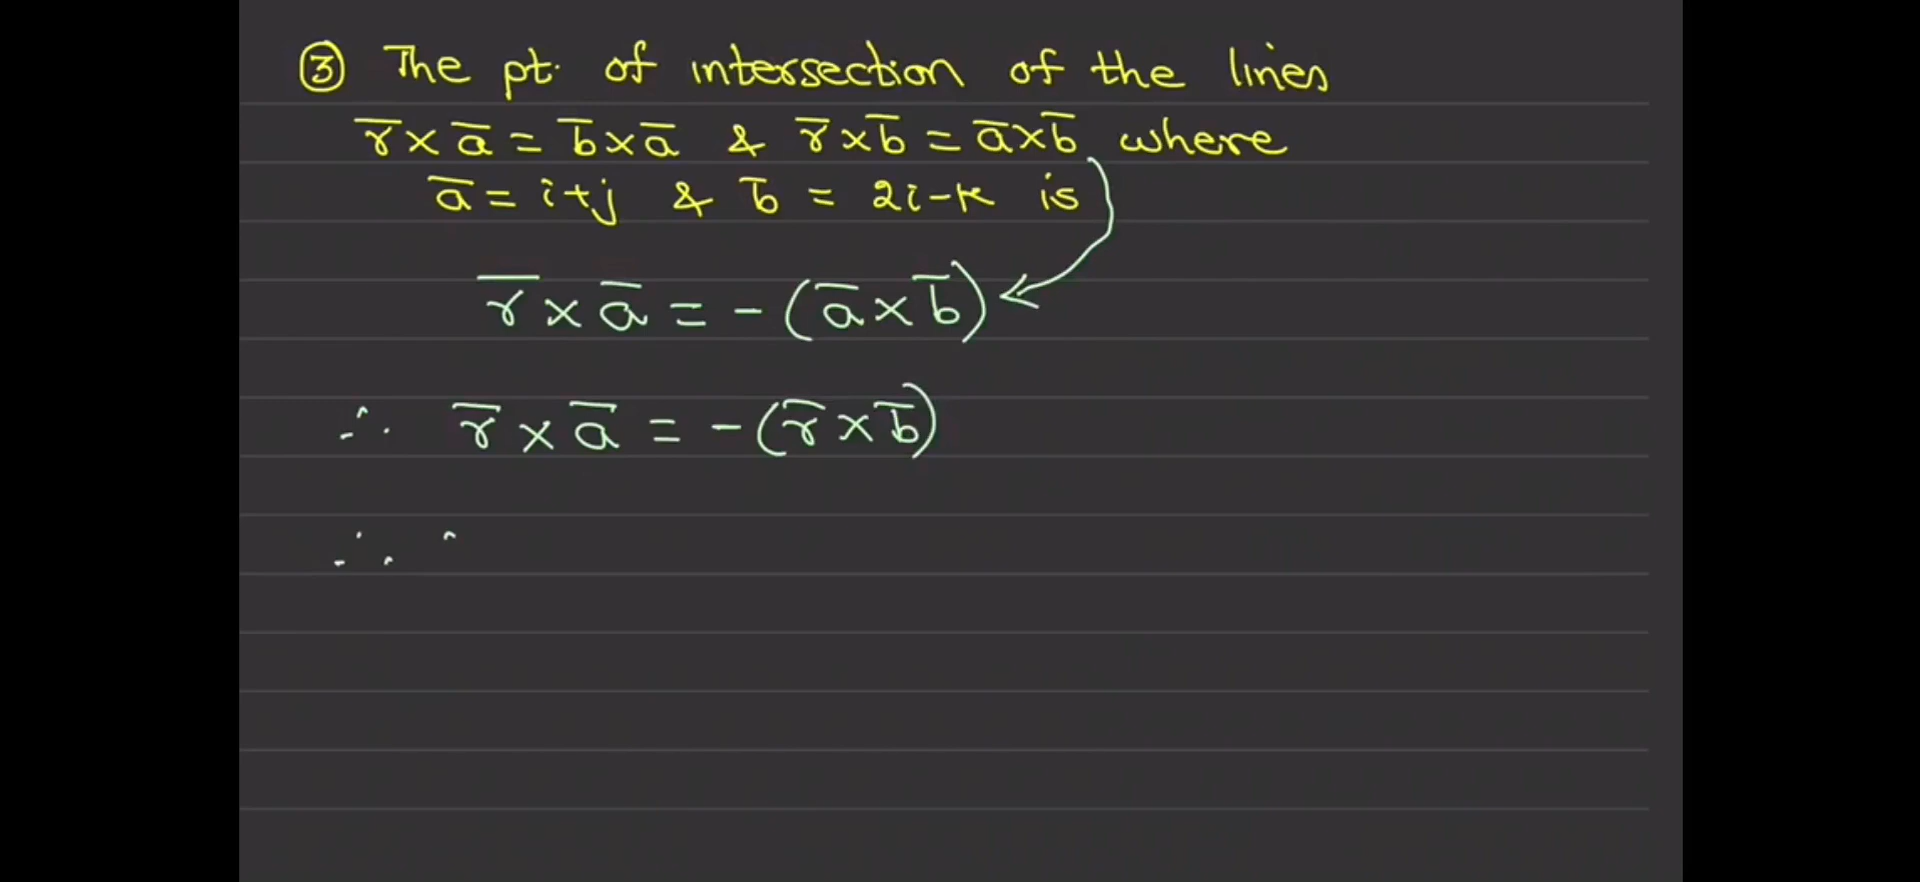 ③ The pt. of intersection of the lines
r̅ × a̅ = b̅ × a̅ & r̅ × b̅ = a̅ × b̅ where
a̅ = i + j & b̅ = 2i - k is
r̅ × a̅ = - (a̅ × b̅)
∴ r̅ × a̅ = - (r̅ × b̅)
∴